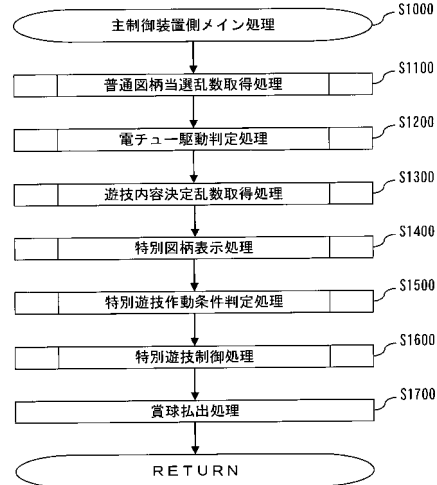 主制御装置側メイン処理 S1000
普通図柄当選乱数取得処理 S1100
電チュー駆動判定処理 S1200
遊技内容決定乱数取得処理 S1300
特別図柄表示処理 S1400
特別遊技作動条件判定処理 S1500
特別遊技制御処理 S1600
賞球払出処理 S1700
RETURN